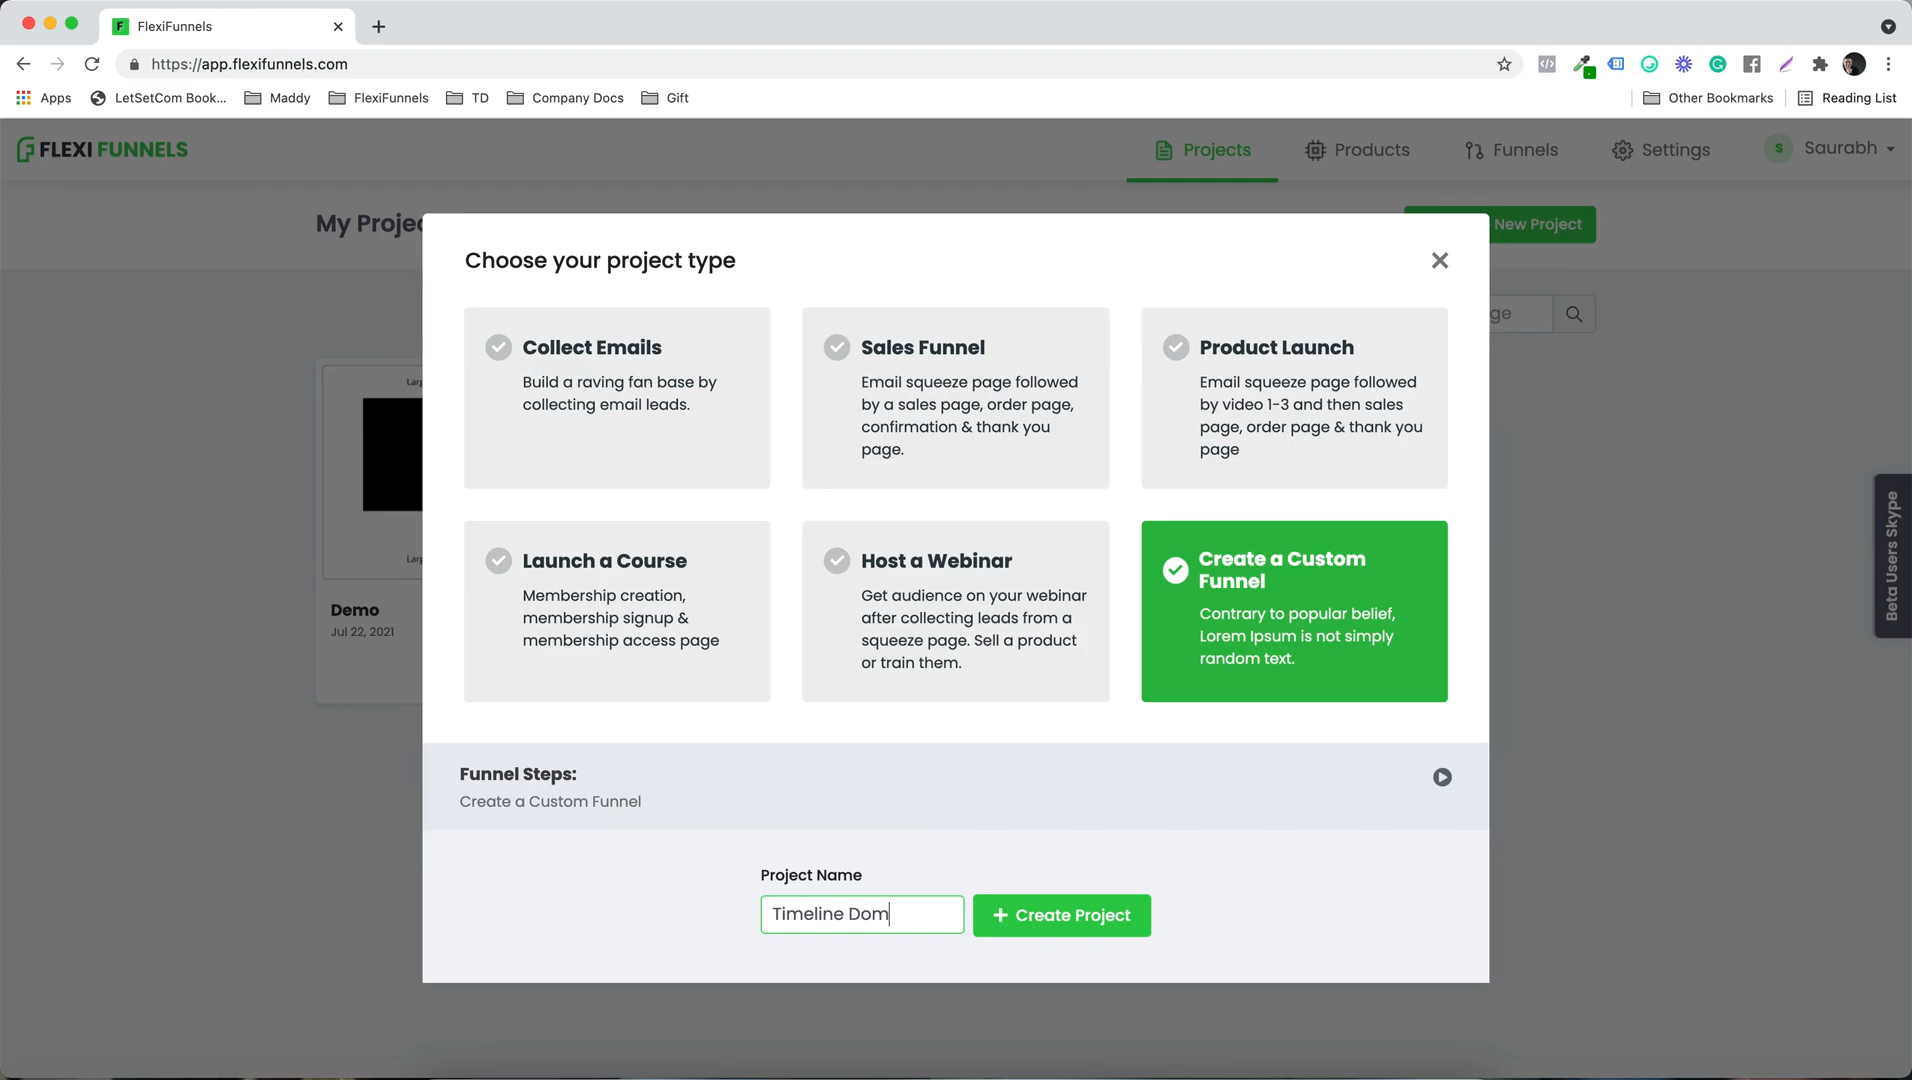 FlexiFunnels
https://app.flexifunnels.com
Apps
LetSetCom Book...
Maddy
FlexiFunnels
TD
Company Docs
Gift
Other Bookmarks
Reading List
FLEXI FUNNELS
Projects
Products
Funnels
Settings
S
Saurabh
My Projec
New Project
Choose your project type
ge
Collect Emails
Build a raving fan base by
collecting email leads.
Sales Funnel
Email squeeze page followed
by a sales page, order page,
confirmation & thank you
page.
Product Launch
Email squeeze page followed
by video 1-3 and then sales
page, order page & thank you
page
Larg
Larg
Demo
Jul 22, 2021
Launch a Course
Membership creation,
membership signup &
membership access page
Host a Webinar
Get audience on your webinar
after collecting leads from a
squeeze page. Sell a product
or train them.
Create a Custom
Funnel
Contrary to popular belief,
Lorem Ipsum is not simply
random text.
Beta Users Skype
Funnel Steps:
Create a Custom Funnel
Project Name
Timeline Dom
+ Create Project